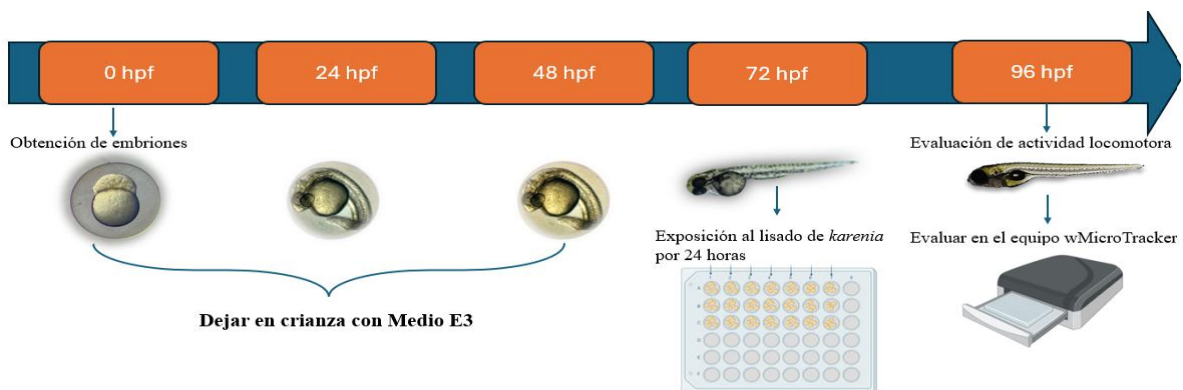 0 hpf
24 hpf
48 hpf
72 hpf
96 hpf
Obtención de embriones
Evaluación de actividad locomotora
Exposición al lisado de karenia
por 24 horas
Evaluar en el equipo wMicroTracker
Dejar en crianza con Medio E3